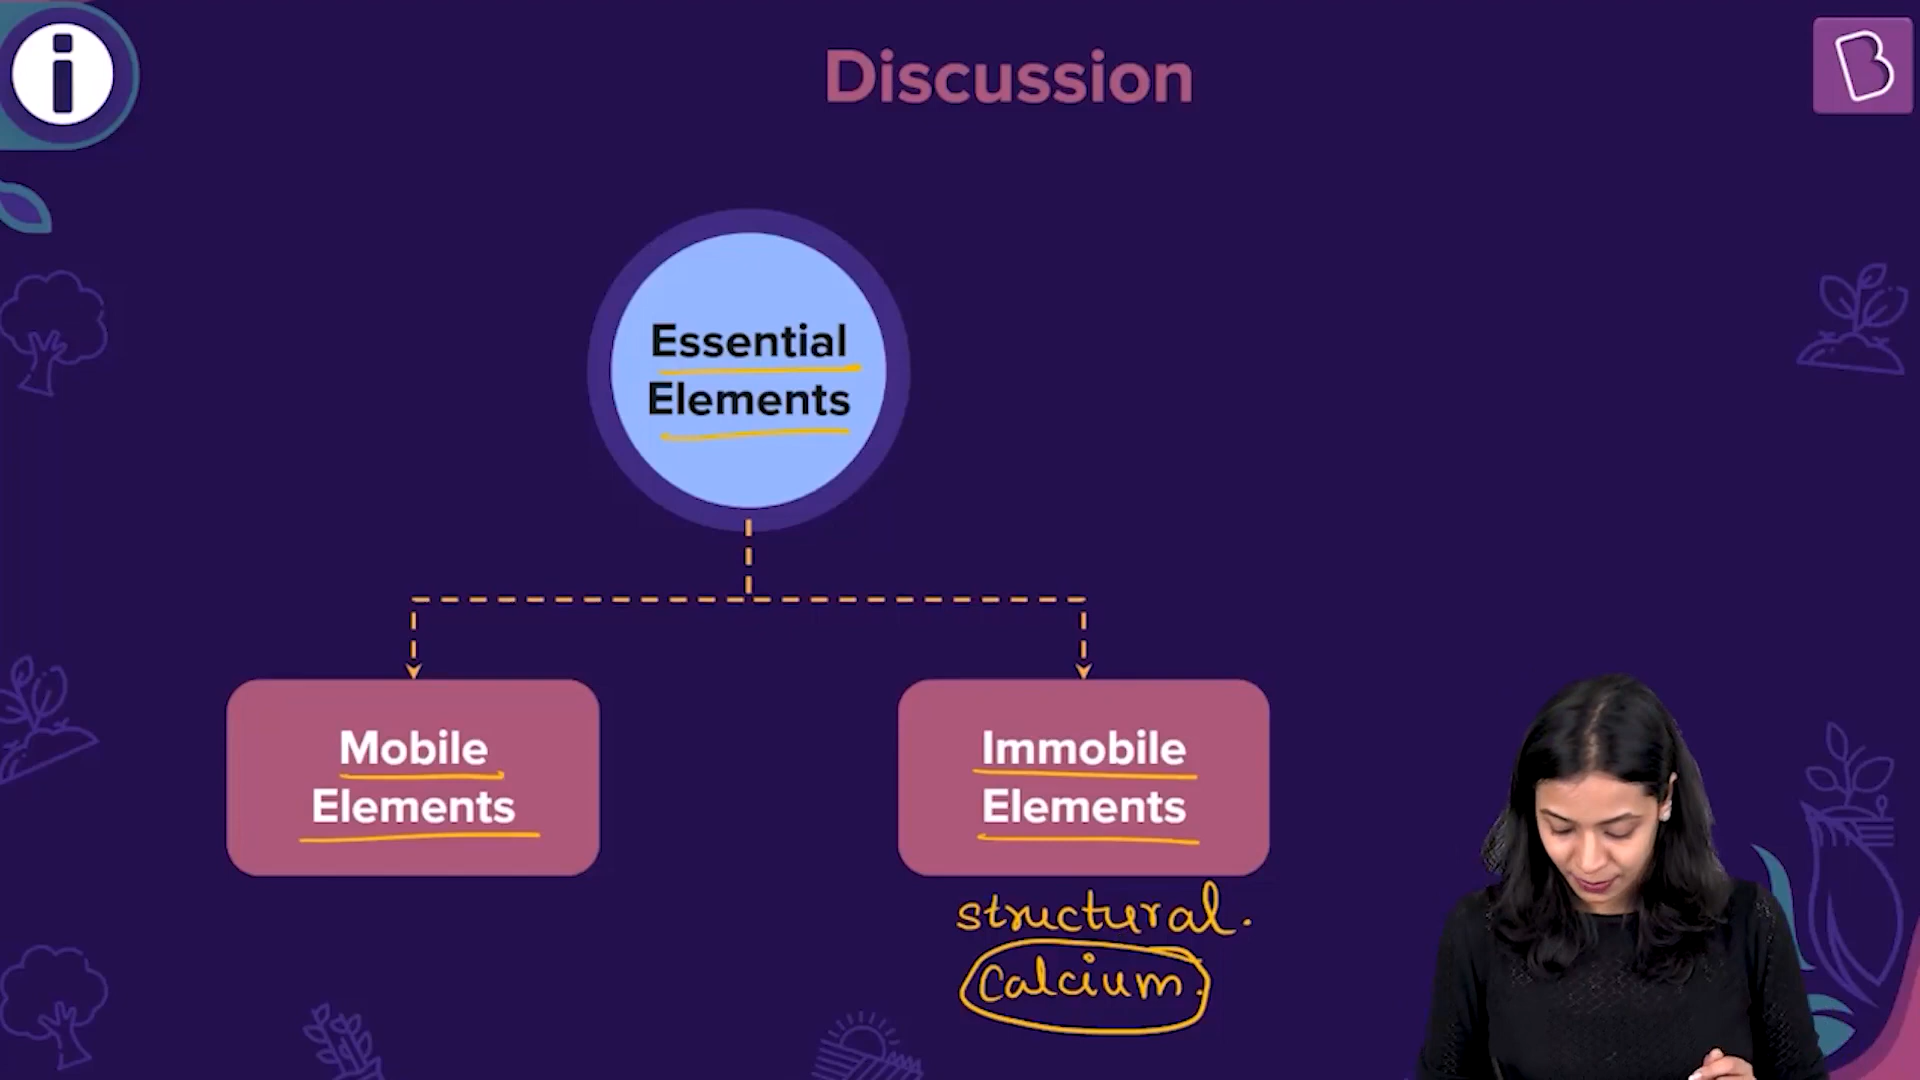 Discussion
Essential
Elements
Mobile
Elements
Immobile
Elements
structural.
Calcium.